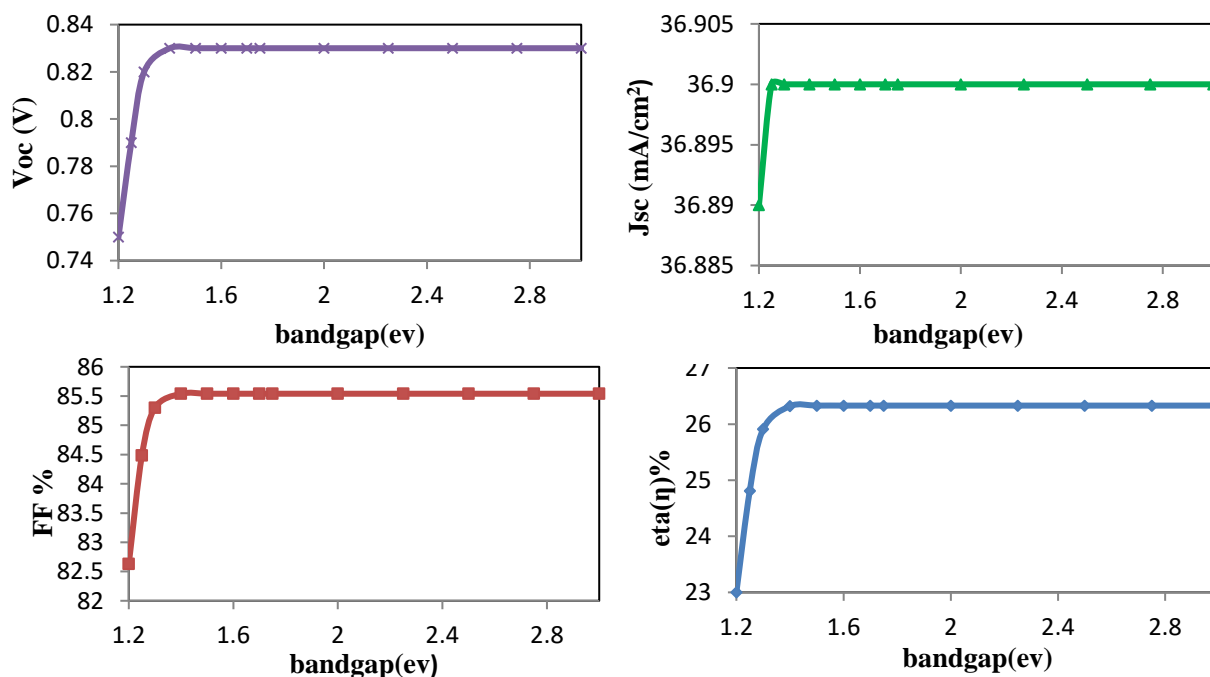 0.84
0.82
0.8
0.78
0.76
0.74
Voc (V)
1.2 1.6 2 2.4 2.8
bandgap(ev)
36.905
36.9
36.895
36.89
36.885
Jsc (mA/cm²)
1.2 1.6 2 2.4 2.8
bandgap(ev)
86
85.5
85
84.5
84
83.5
83
82.5
82
FF %
1.2 1.6 2 2.4 2.8
bandgap(ev)
27
26
25
24
23
eta(η)%
1.2 1.6 2 2.4 2.8
bandgap(ev)